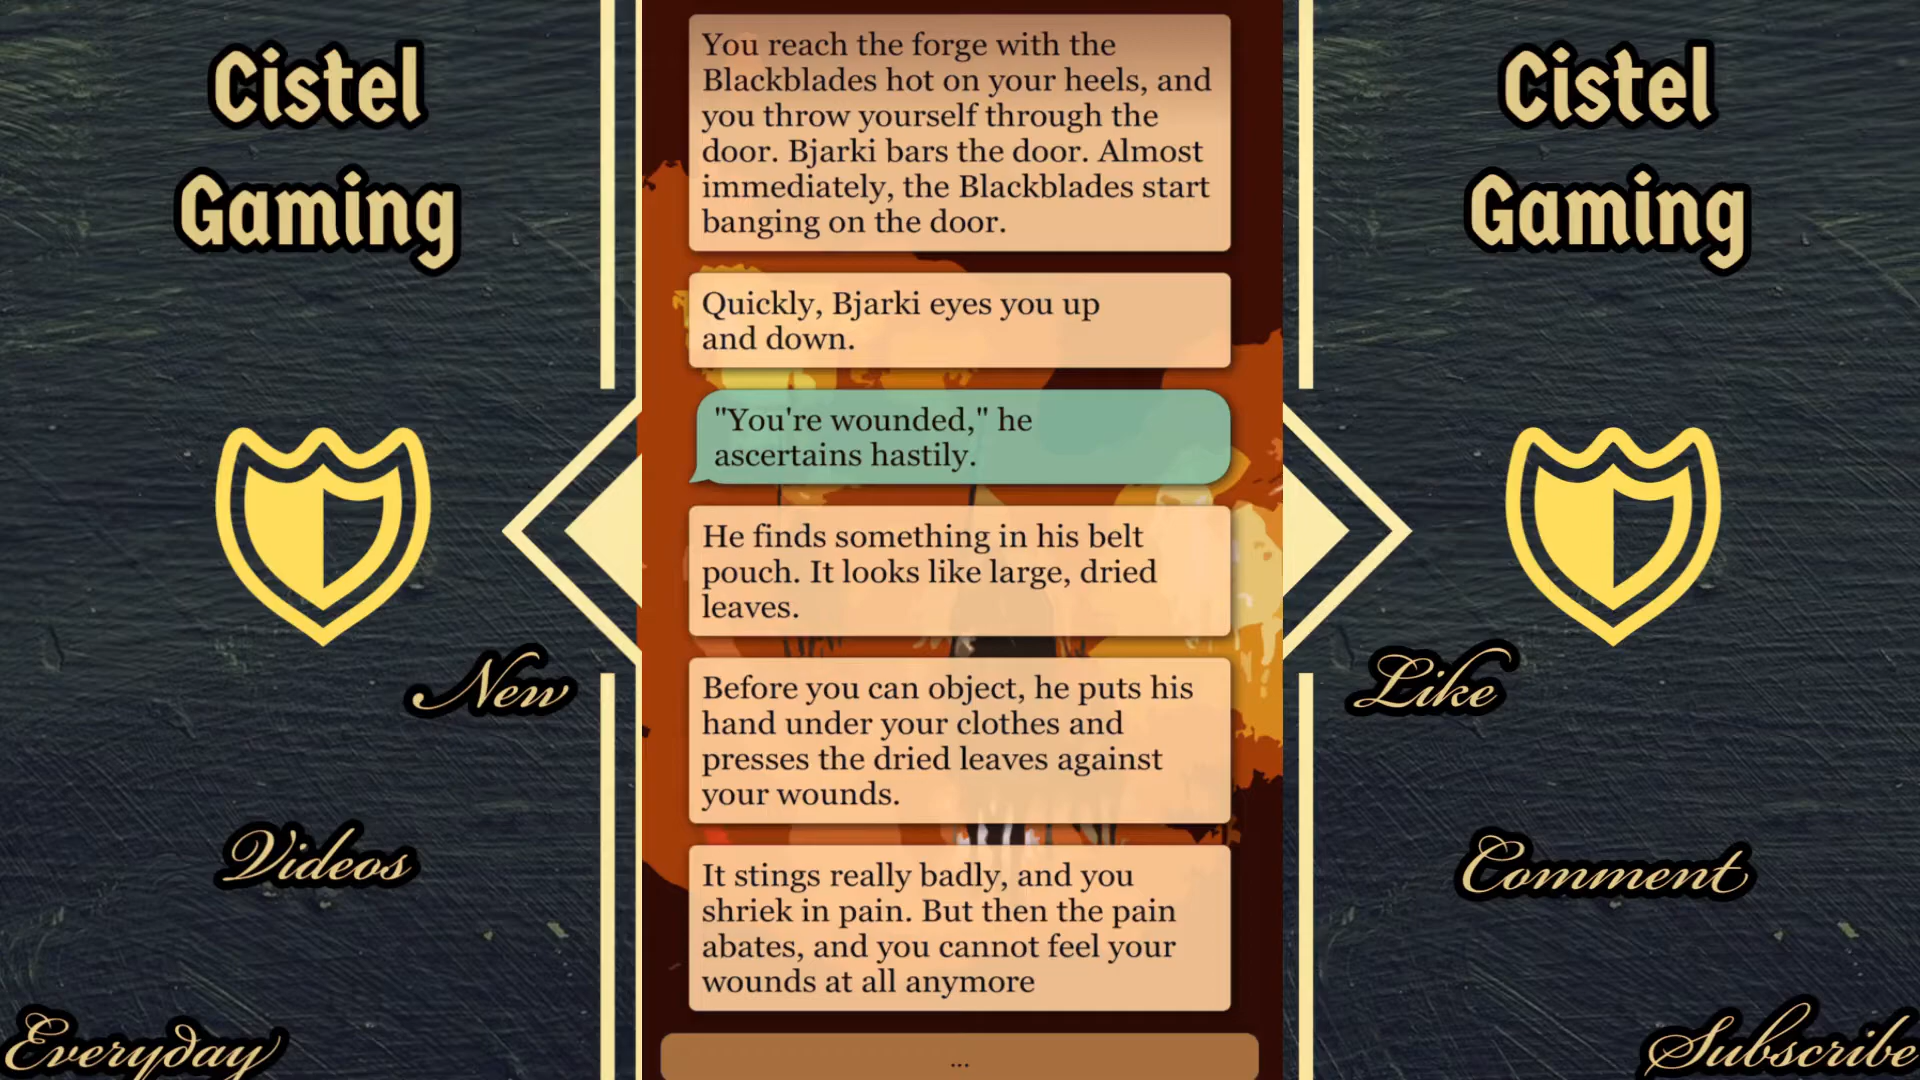 Cistel
Gaming
New
Videos
Everyday
You reach the forge with the
Blackblades hot on your heels, and
you throw yourself through the
door. Bjarki bars the door. Almost
immediately, the Blackblades start
banging on the door.
Quickly, Bjarki eyes you up
and down.
"You're wounded," he
ascertains hastily.
He finds something in his belt
pouch. It looks like large, dried
leaves.
Before you can object, he puts his
hand under your clothes and
presses the dried leaves against
your wounds.
It stings really badly, and you
shriek in pain. But then the pain
abates, and you cannot feel your
wounds at all anymore
...
Cistel
Gaming
Like
Comment
Subscribe